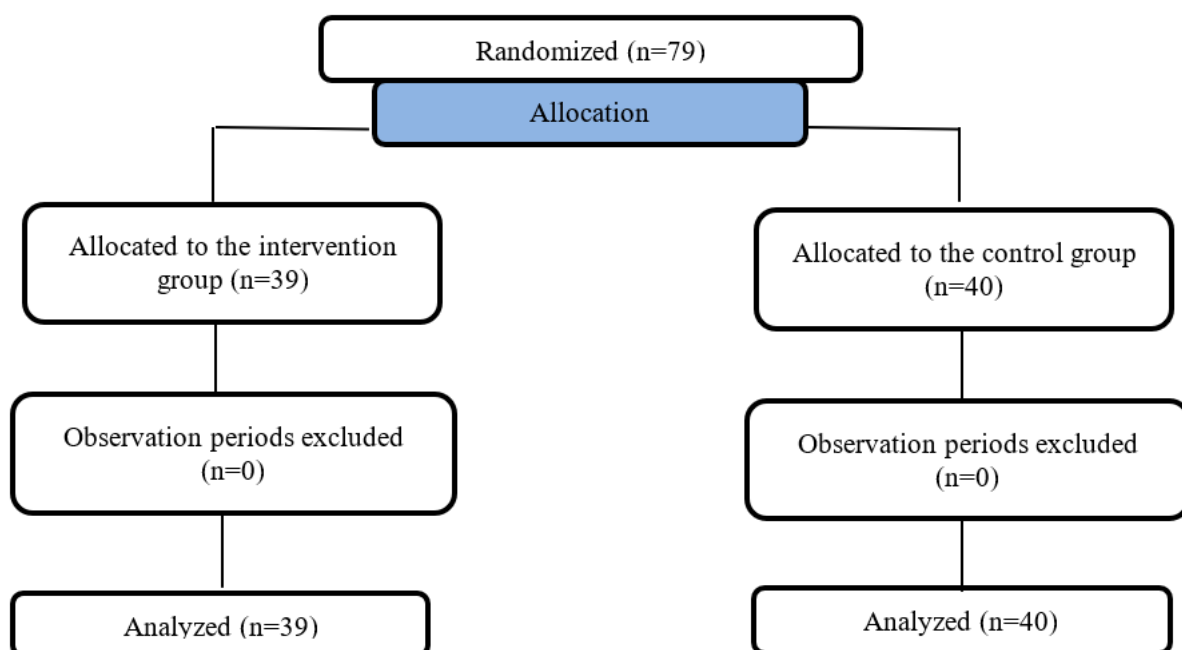 Randomized (n=79)
Allocation
Allocated to the intervention
group (n=39)
Allocated to the control group
(n=40)
Observation periods excluded
(n=0)
Observation periods excluded
(n=0)
Analyzed (n=39)
Analyzed (n=40)